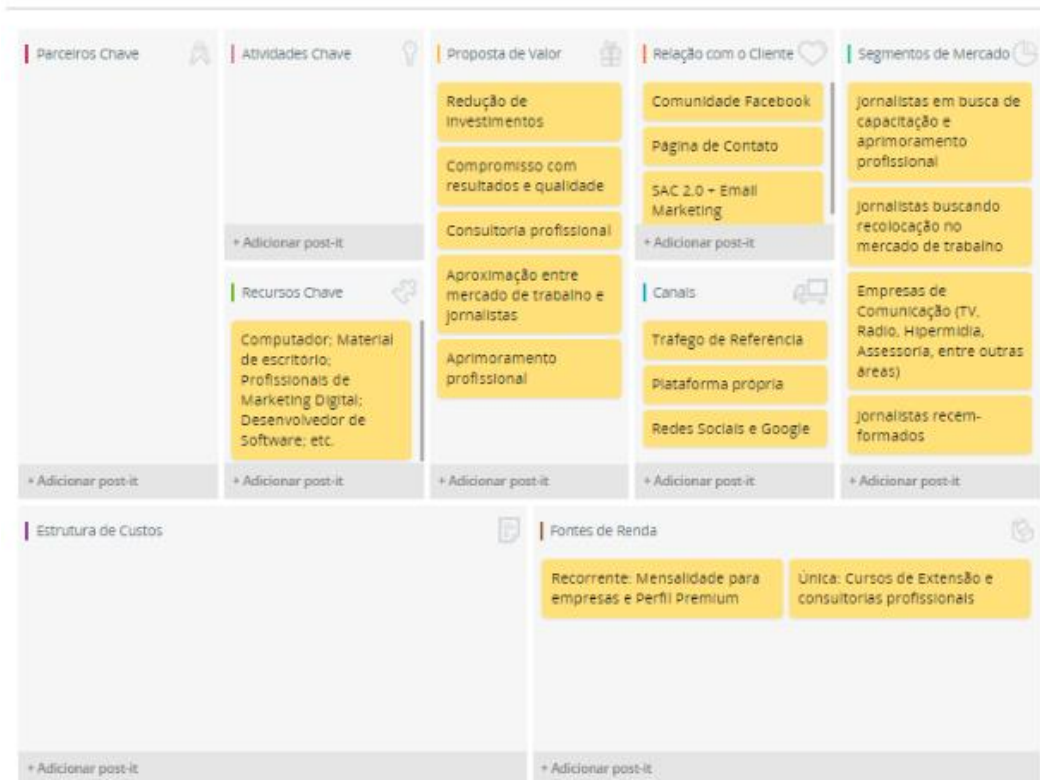 Parceiros Chave
+ Adicionar post-it
Atividades Chave
+ Adicionar post-it
Recursos Chave
Computador; Material
de escritório;
Profissionais de
Marketing Digital;
Desenvolvedor de
Software; etc.
+ Adicionar post-it
Proposta de Valor
Redução de
Investimentos
Compromisso com
resultados e qualidade
Consultoria profissional
Aproximação entre
mercado de trabalho e
jornalistas
Aprimoramento
profissional
+ Adicionar post-it
Relação com o Cliente
Comunidade Facebook
Página de Contato
SAC 2.0 + Email
Marketing
+ Adicionar post-it
Canais
Tráfego de Referência
Plataforma própria
Redes Sociais e Google
+ Adicionar post-it
Segmentos de Mercado
Jornalistas em busca de
capacitação e
aprimoramento
profissional
Jornalistas buscando
recolocação no
mercado de trabalho
Empresas de
Comunicação (TV,
Radio, Hipermídia,
Assessoria, entre outras
áreas)
Jornalistas recem-
formados
+ Adicionar post-it
Estrutura de Custos
+ Adicionar post-it
Fontes de Renda
Recorrente: Mensalidade para
empresas e Perfil Premium
Única: Cursos de Extensão e
consultorias profissionais
+ Adicionar post-it